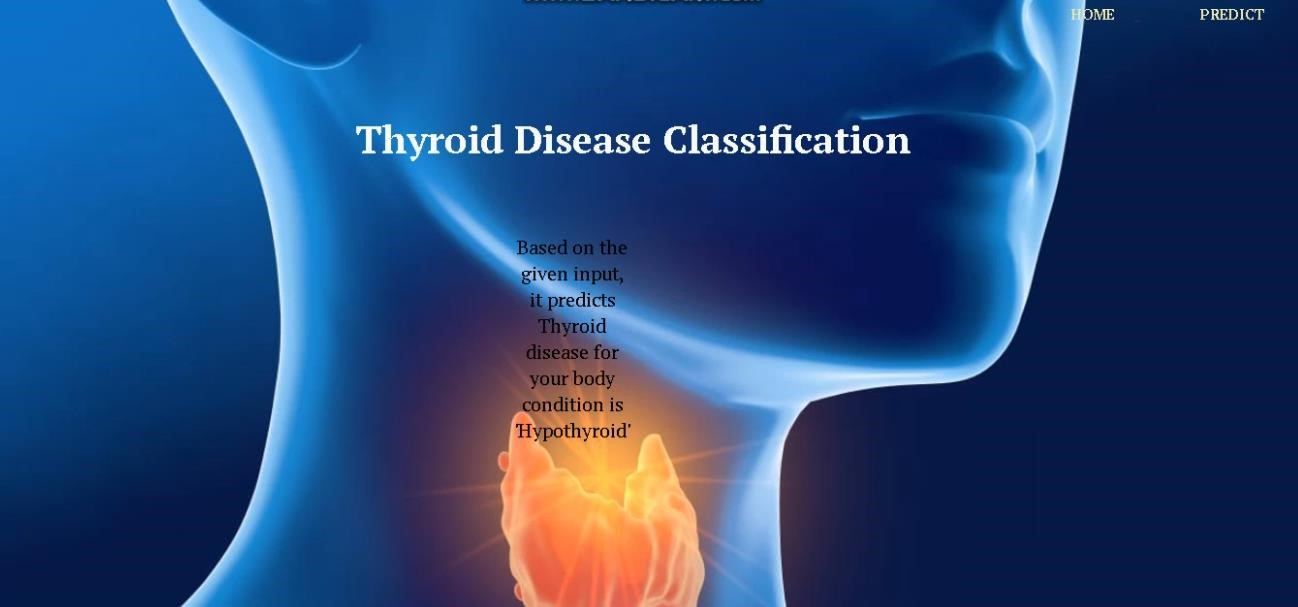 HOME PREDICT
Thyroid Disease Classification
Based on the
given input,
it predicts
Thyroid
disease for
your body
condition is
'Hypothyroid'